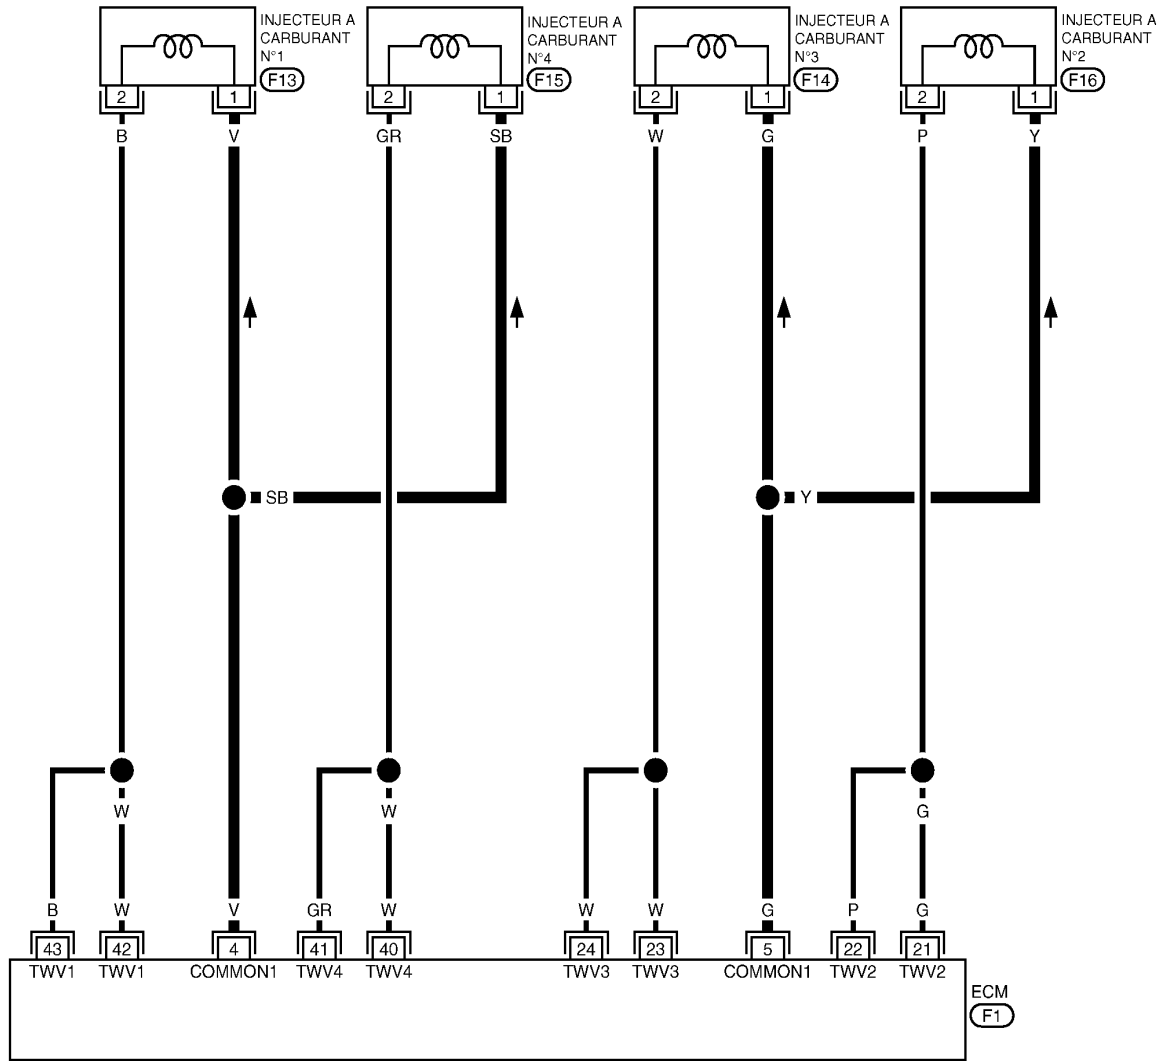 INJECTEUR A
CARBURANT
N°1
F13
INJECTEUR A
CARBURANT
N°4
F15
INJECTEUR A
CARBURANT
N°3
F14
INJECTEUR A
CARBURANT
N°2
F16
2 1 2 1 2 1 2 1
B V GR SB W G P Y
SB Y
W W G
B W V GR W W W G P G
43 42 4 41 40 24 23 5 22 21
TWV1 TWV1 COMMON1 TWV4 TWV4 TWV3 TWV3 COMMON1 TWV2 TWV2
ECM
F1